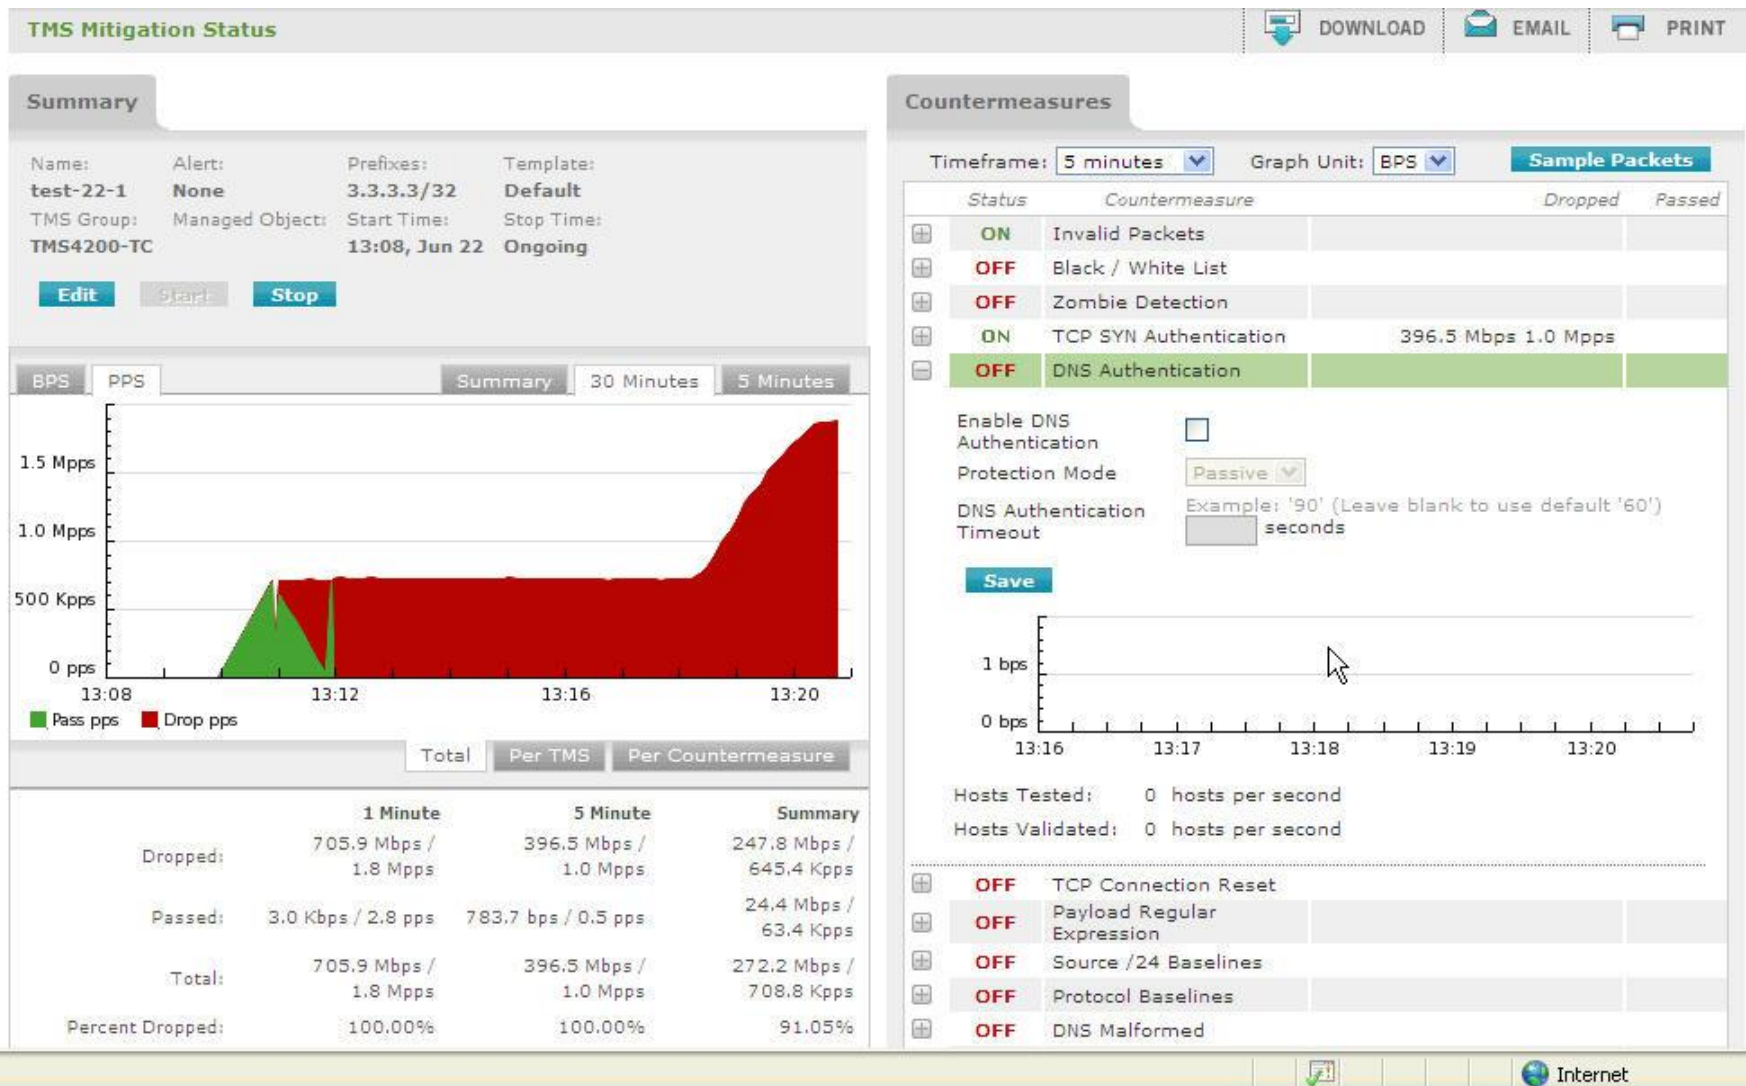 TMS Mitigation Status
DOWNLOAD EMAIL PRINT
Summary
Name: Alert: Prefixes: Template:
test-22-1 None 3.3.3.3/32 Default
TMS Group: Managed Object: Start Time: Stop Time:
TMS4200-TC 13:08, Jun 22 Ongoing
Edit Start Stop
BPS PPS Summary 30 Minutes 5 Minutes
1.5 Mpps
1.0 Mpps
500 Kpps
0 pps
13:08 13:12 13:16 13:20
Pass pps Drop pps
Total Per TMS Per Countermeasure
1 Minute 5 Minute Summary
Dropped: 705.9 Mbps / 396.5 Mbps / 247.8 Mbps /
1.8 Mpps 1.0 Mpps 645.4 Kpps
Passed: 3.0 Kbps / 2.8 pps 783.7 bps / 0.5 pps 24.4 Mbps /
63.4 Kpps
Total: 705.9 Mbps / 396.5 Mbps / 272.2 Mbps /
1.8 Mpps 1.0 Mpps 708.8 Kpps
Percent Dropped: 100.00% 100.00% 91.05%
Countermeasures
Timeframe: 5 minutes Graph Unit: BPS Sample Packets
Status Countermeasure Dropped Passed
ON Invalid Packets
OFF Black / White List
OFF Zombie Detection
ON TCP SYN Authentication 396.5 Mbps 1.0 Mpps
OFF DNS Authentication
Enable DNS
Authentication
Protection Mode Passive
DNS Authentication
Timeout
Example: '90' (Leave blank to use default '60')
seconds
Save
1 bps
0 bps
13:16 13:17 13:18 13:19 13:20
Hosts Tested: 0 hosts per second
Hosts Validated: 0 hosts per second
OFF TCP Connection Reset
OFF Payload Regular
Expression
OFF Source /24 Baselines
OFF Protocol Baselines
OFF DNS Malformed
Internet